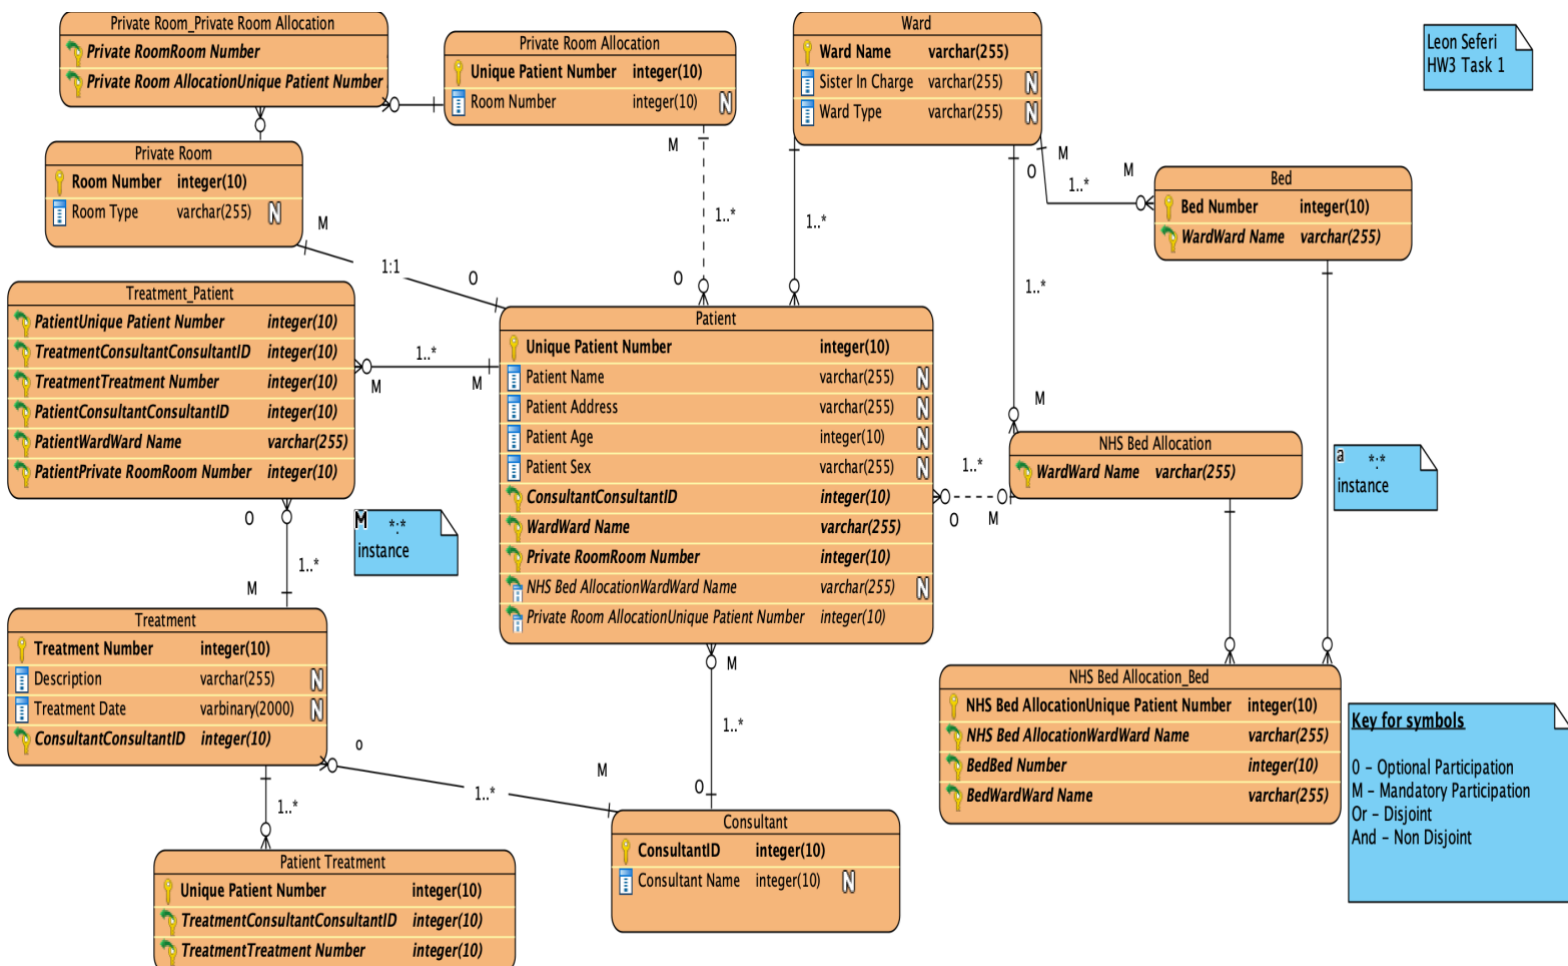 Private Room_Private Room Allocation
Private RoomRoom Number
Private Room AllocationUnique Patient Number
Private Room Allocation
Unique Patient Number integer(10)
Room Number integer(10) N
Ward
Ward Name varchar(255)
Sister In Charge varchar(255) N
Ward Type varchar(255) N
Leon Seferi
HW3 Task 1
Private Room
Room Number integer(10)
Room Type varchar(255) N
M
1..*
O
M
1:1
O
1..*
O
M
1..*
M
Bed
Bed Number integer(10)
WardWard Name varchar(255)
1..*
M
Treatment_Patient
PatientUnique Patient Number integer(10)
TreatmentConsultantConsultantID integer(10)
TreatmentTreatment Number integer(10)
PatientConsultantConsultantID integer(10)
PatientWardWard Name varchar(255)
PatientPrivate RoomRoom Number integer(10)
1..*
M
M
Patient
Unique Patient Number integer(10)
Patient Name varchar(255) N
Patient Address varchar(255) N
Patient Age integer(10) N
Patient Sex varchar(255) N
ConsultantConsultantID integer(10)
WardWard Name varchar(255)
Private RoomRoom Number integer(10)
NHS Bed AllocationWardWard Name varchar(255) N
Private Room AllocationUnique Patient Number integer(10)
NHS Bed Allocation
WardWard Name varchar(255)
1..*
O
M
a *:*
instance
M *:*
instance
O
1..*
M
Treatment
Treatment Number integer(10)
Description varchar(255) N
Treatment Date varbinary(2000) N
ConsultantConsultantID integer(10)
M
1..*
O
o
1..*
M
1..*
NHS Bed Allocation_Bed
NHS Bed AllocationUnique Patient Number integer(10)
NHS Bed AllocationWardWard Name varchar(255)
BedBed Number integer(10)
BedWardWard Name varchar(255)
Key for symbols
O – Optional Participation
M – Mandatory Participation
Or – Disjoint
And – Non Disjoint
Consultant
ConsultantID integer(10)
Consultant Name integer(10) N
Patient Treatment
Unique Patient Number integer(10)
TreatmentConsultantConsultantID integer(10)
TreatmentTreatment Number integer(10)